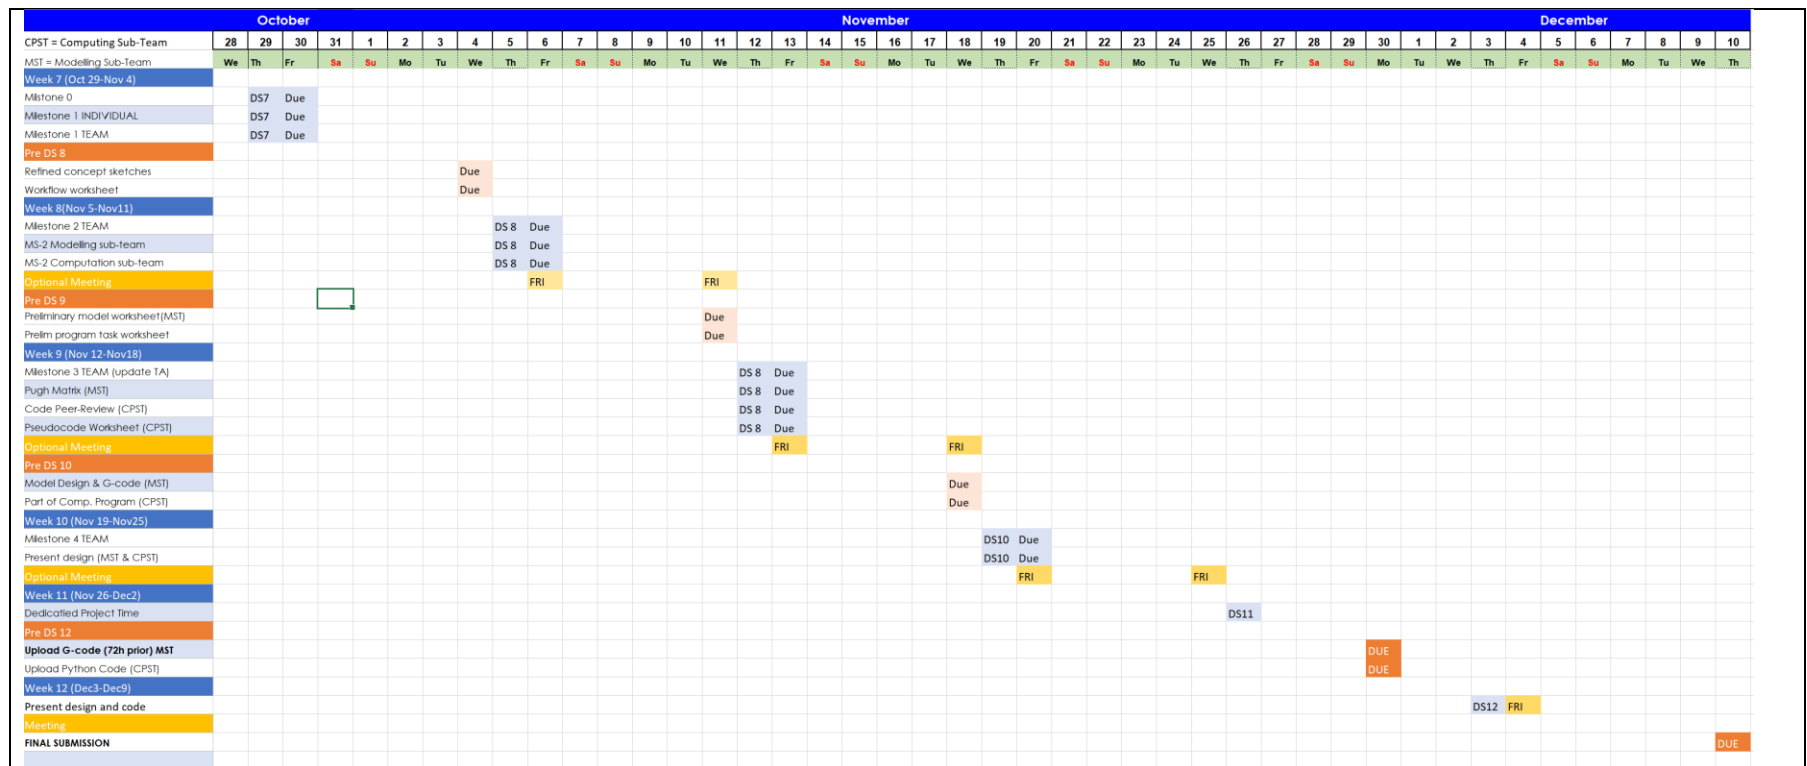 October November December
CPST = Computing Sub-Team 28 29 30 31 1 2 3 4 5 6 7 8 9 10 11 12 13 14 15 16 17 18 19 20 21 22 23 24 25 26 27 28 29 30 1 2 3 4 5 6 7 8 9 10
MST = Modelling Sub-Team We Th Fr Sa Su Mo Tu We Th Fr Sa Su Mo Tu We Th Fr Sa Su Mo Tu We Th Fr Sa Su Mo Tu We Th Fr Sa Su Mo Tu We Th Fr Sa Su Mo Tu We Th
Week 7 (Oct 29-Nov 4)
Milstone 0 DS7 Due
Milestone 1 INDIVIDUAL DS7 Due
Milestone 1 TEAM DS7 Due
Pre DS 8
Refined concept sketches Due
Workflow worksheet Due
Week 8(Nov 5-Nov11)
Milestone 2 TEAM DS 8 Due
MS-2 Modelling sub-team DS 8 Due
MS-2 Computation sub-team DS 8 Due
Optional Meeting FRI FRI
Pre DS 9
Preliminary model worksheet(MST) Due
Prelim program task worksheet Due
Week 9 (Nov 12-Nov18)
Milestone 3 TEAM (update TA) DS 8 Due
Pugh Matrix (MST) DS 8 Due
Code Peer-Review (CPST) DS 8 Due
Pseudocode Worksheet (CPST) DS 8 Due
Optional Meeting FRI FRI
Pre DS 10
Model Design & G-code (MST) Due
Part of Comp. Program (CPST) Due
Week 10 (Nov 19-Nov25)
Milestone 4 TEAM DS10 Due
Present design (MST & CPST) DS10 Due
Optional Meeting FRI FRI
Week 11 (Nov 26-Dec2)
Dedicatied Project Time DS11
Pre DS 12
Upload G-code (72h prior) MST DUE
Upload Python Code (CPST) DUE
Week 12 (Dec3-Dec9)
Present design and code DS12 FRI
Meeting
FINAL SUBMISSION DUE